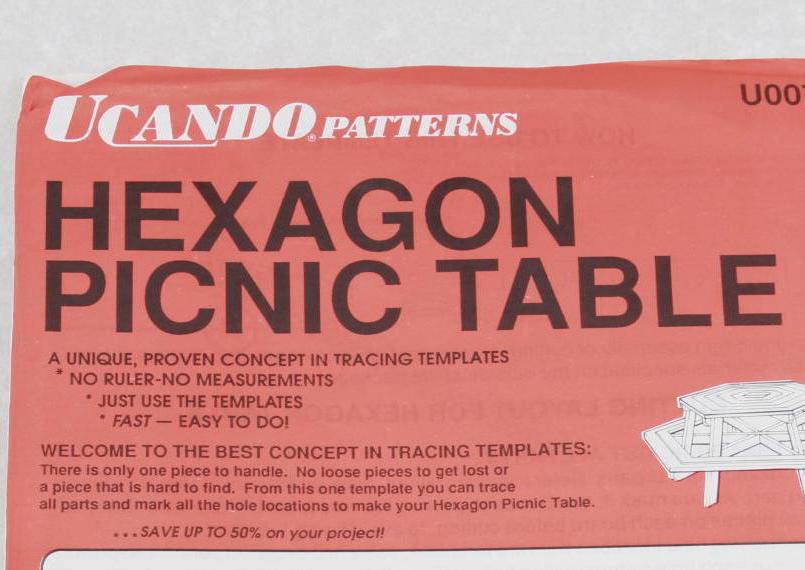 UCANDO® PATTERNS
U007
HEXAGON
PICNIC TABLE
A UNIQUE, PROVEN CONCEPT IN TRACING TEMPLATES
* NO RULER-NO MEASUREMENTS
* JUST USE THE TEMPLATES
* FAST — EASY TO DO!
WELCOME TO THE BEST CONCEPT IN TRACING TEMPLATES:
There is only one piece to handle. No loose pieces to get lost or
a piece that is hard to find. From this one template you can trace
all parts and mark all the hole locations to make your Hexagon Picnic Table.
...SAVE UP TO 50% on your project!